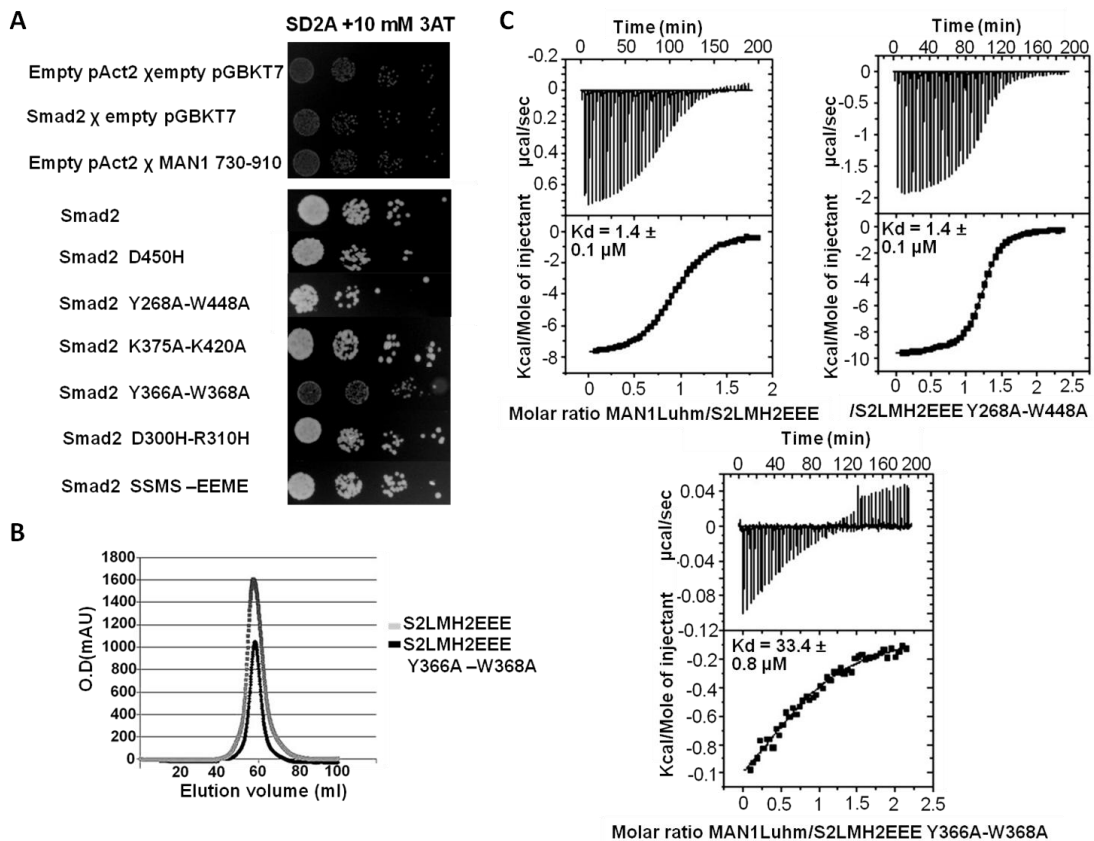 A
SD2A +10 mM 3AT
Empty pAct2 χempty pGBKT7
Smad2 χ empty pGBKT7
Empty pAct2 χ MAN1 730-910
Smad2
Smad2 D450H
Smad2 Y268A-W448A
Smad2 K375A-K420A
Smad2 Y366A-W368A
Smad2 D300H-R310H
Smad2 SSMS –EEME
B
1800
1600
1400
1200
1000
800
600
400
200
0
O.D(mAU)
20 40 60 80 100
Elution volume (ml)
S2LMH2EEE
S2LMH2EEE
Y366A –W368A
C
Time (min)
0 50 100 150 200
-0.2
0
0.2
0.4
0.6
µcal/sec
Kd = 1.4 ±
0.1 µM
0
-2
-4
-6
-8
Kcal/Mole of injectant
0 0.5 1 1.5 2
Molar ratio MAN1Luhm/S2LMH2EEE
Time (min)
0 40 80 120 160 200
0
-0.5
-1
-1.5
-2
µcal/sec
Kd = 1.4 ±
0.1 µM
0
-2
-4
-6
-8
-10
Kcal/Mole of injectant
0 0.5 1 1.5 2 2.5
/S2LMH2EEE Y268A-W448A
Time (min)
0 40 80 120 160 200
0.04
0
-0.04
-0.08
-0.12
µcal/sec
Kd = 33.4 ±
0.8 µM
-0.2
-0.4
-0.6
-0.8
-0.1
Kcal/Mole of injectant
0 0.5 1 1.5 2 2.5
Molar ratio MAN1Luhm/S2LMH2EEE Y366A-W368A